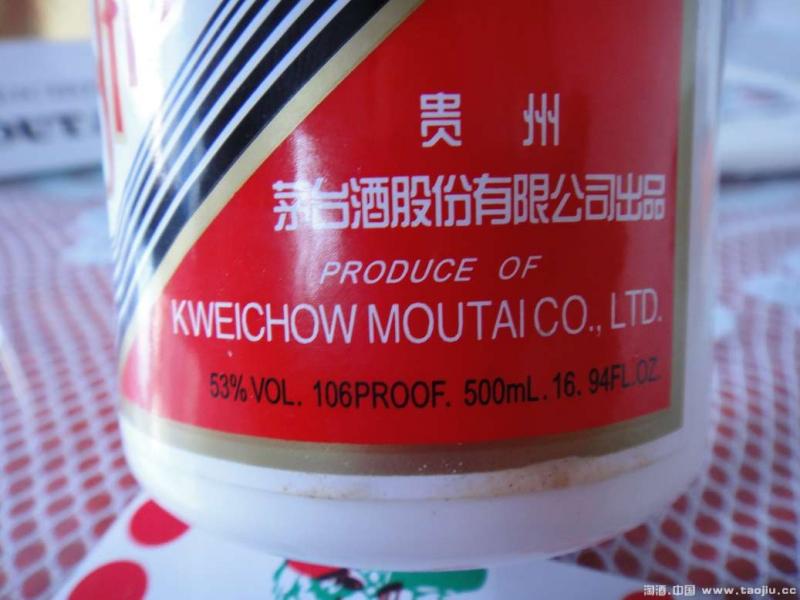 贵 州
茅台酒股份有限公司出品
PRODUCE OF
KWEICHOW MOUTAI CO., LTD.
53% VOL. 106PROOF. 500mL. 16. 94FL.OZ.
淘酒.中国 www.taojiu.cc